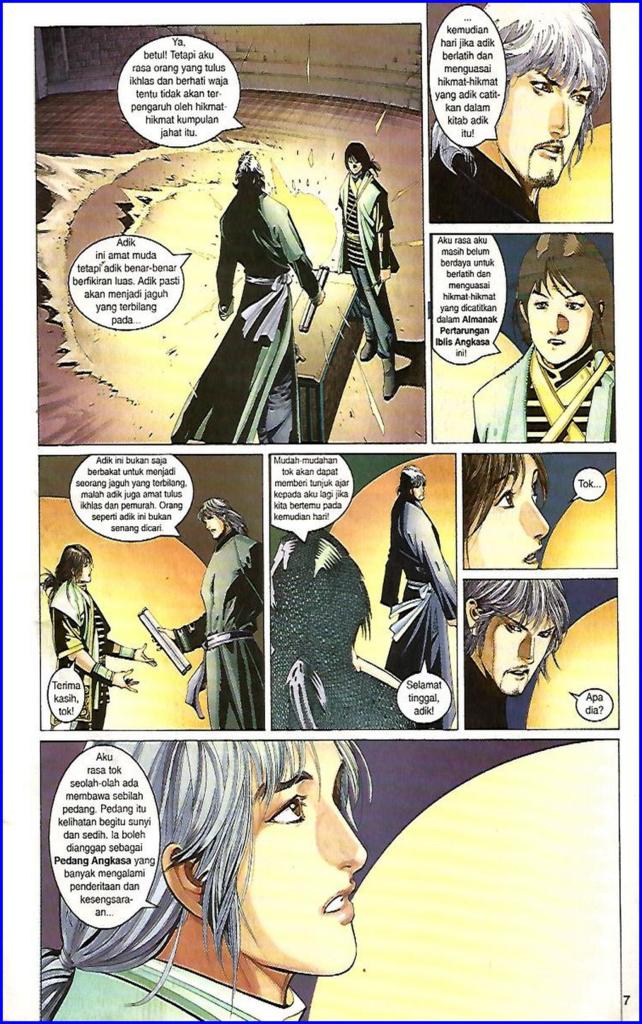 Ya,
betul! Tetapi aku
rasa orang yang tulus
ikhlas dan berhati waja
tentu tidak akan ter-
pengaruh oleh hikmat-
hikmat kumpulan
jahat itu.
Adik
ini amat muda
tetapi adik benar-benar
berfikiran luas. Adik pasti
akan menjadi jaguh
yang terbilang
pada...
...
kemudian
hari jika adik
berlatih dan
menguasai
hikmat-hikmat
yang adik catit-
kan dalam
kitab adik
itu!
Aku rasa aku
masih belum
berdaya untuk
berlatih dan
menguasai
hikmat-hikmat
yang dicatitkan
dalam Almanak
Pertarungan
Iblis Angkasa
ini!
Adik ini bukan saja
berbakat untuk menjadi
seorang jaguh yang terbilang,
malah adik juga amat tulus
ikhlas dan pemurah. Orang
seperti adik ini bukan
senang dicari.
Terima
kasih,
tok!
Mudah-mudahan
tok akan dapat
memberi tunjuk ajar
kepada aku lagi jika
kita bertemu pada
kemudian hari!
Selamat
tinggal,
adik!
Tok...
Apa
dia?
Aku
rasa tok
seolah-olah ada
membawa sebilah
pedang. Pedang itu
kelihatan begitu sunyi
dan sedih. Ia boleh
dianggap sebagai
Pedang Angkasa yang
banyak mengalami
penderitaan dan
kesengsara-
an...
7